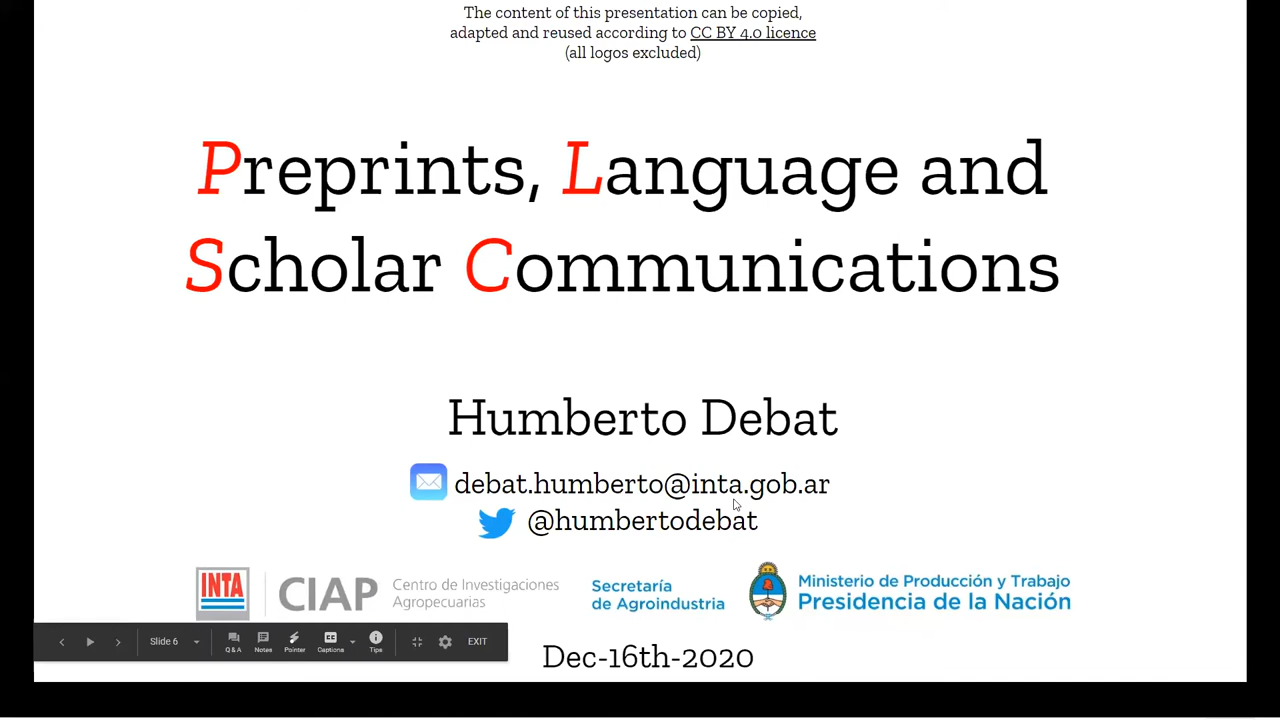 The content of this presentation can be copied,
adapted and reused according to CC BY 4.0 licence
(all logos excluded)
Preprints, Language and
Scholar Communications
Humberto Debat
debat.humberto@inta.gob.ar
@humbertodebat
INTA
CIAP
Centro de Investigaciones
Agropecuarias
Secretaría
de Agroindustria
Ministerio de Producción y Trabajo
Presidencia de la Nación
Slide 6
Q & A
Notes
Pointer
CC
Captions
Tips
EXIT
Dec-16th-2020